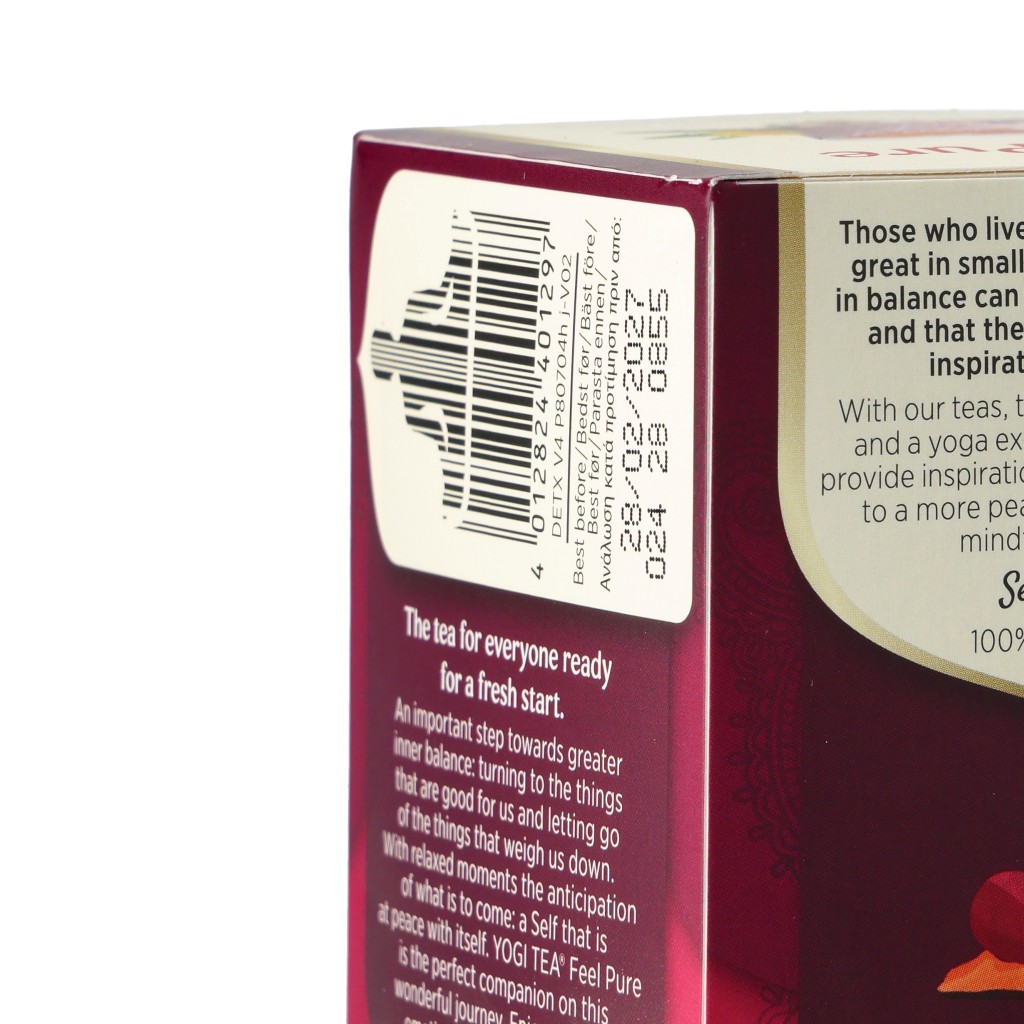 Pure
4 012824 401297
DETX V4 P80704h j-V02
Best before/Bedst før/Bäst före/
Best før/Parasta ennen/
Ανάλωση κατά προτίμηση πριν από:
28/02/2027
024 28 0855
The tea for everyone ready
for a fresh start.
An important step towards greater
inner balance: turning to the things
that are good for us and letting go
of the things that weigh us down.
With relaxed moments the anticipation
of what is to come: a Self that is
at peace with itself. YOGI TEA® Feel Pure
is the perfect companion on this
wonderful journey.
Those who live
great in small
in balance can
and that the
inspirat
With our teas, t
and a yoga ex
provide inspiratio
to a more pea
mindf
Se
100%